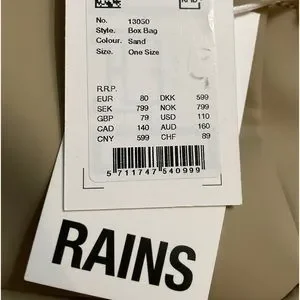 RFID
No. 13050
Style. Box Bag
Colour. Sand
Size. One Size
R.R.P.
EUR 80 DKK 599
SEK 799 NOK 799
GBP 79 USD 110
CAD 140 AUD 160
CNY 599 CHF 89
5 711747 540999
RAINS